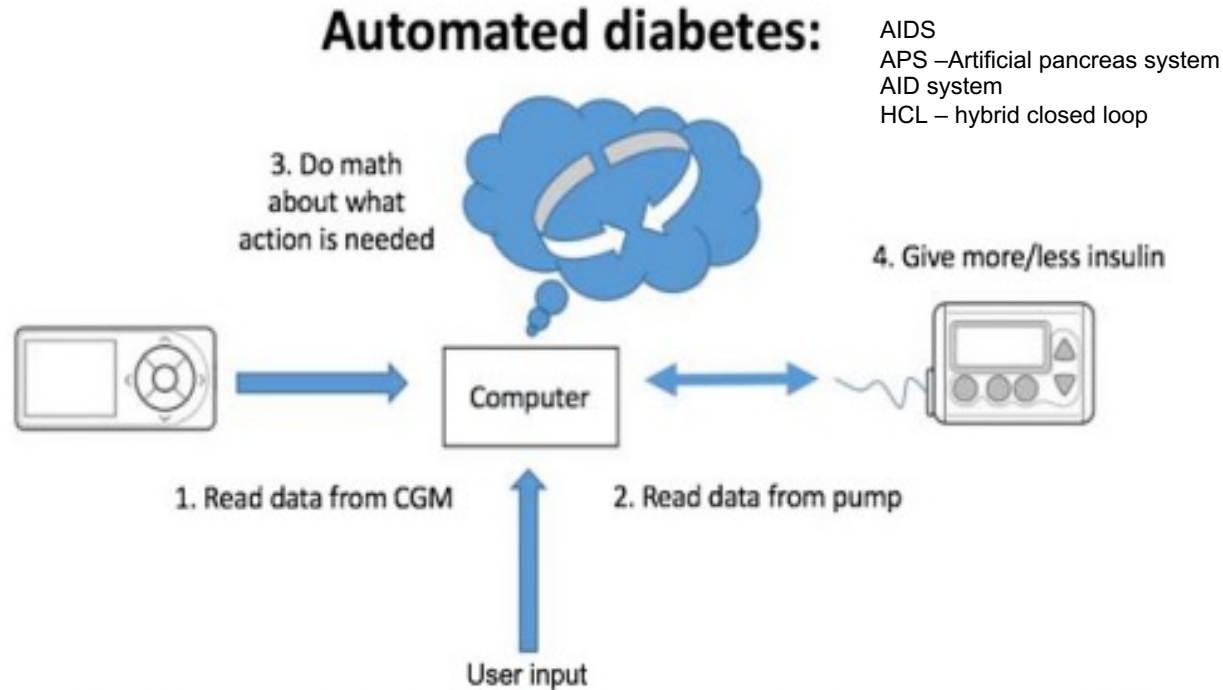 Automated diabetes:
AIDS
APS –Artificial pancreas system
AID system
HCL – hybrid closed loop
3. Do math
about what
action is needed
4. Give more/less insulin
Computer
1. Read data from CGM
2. Read data from pump
User input